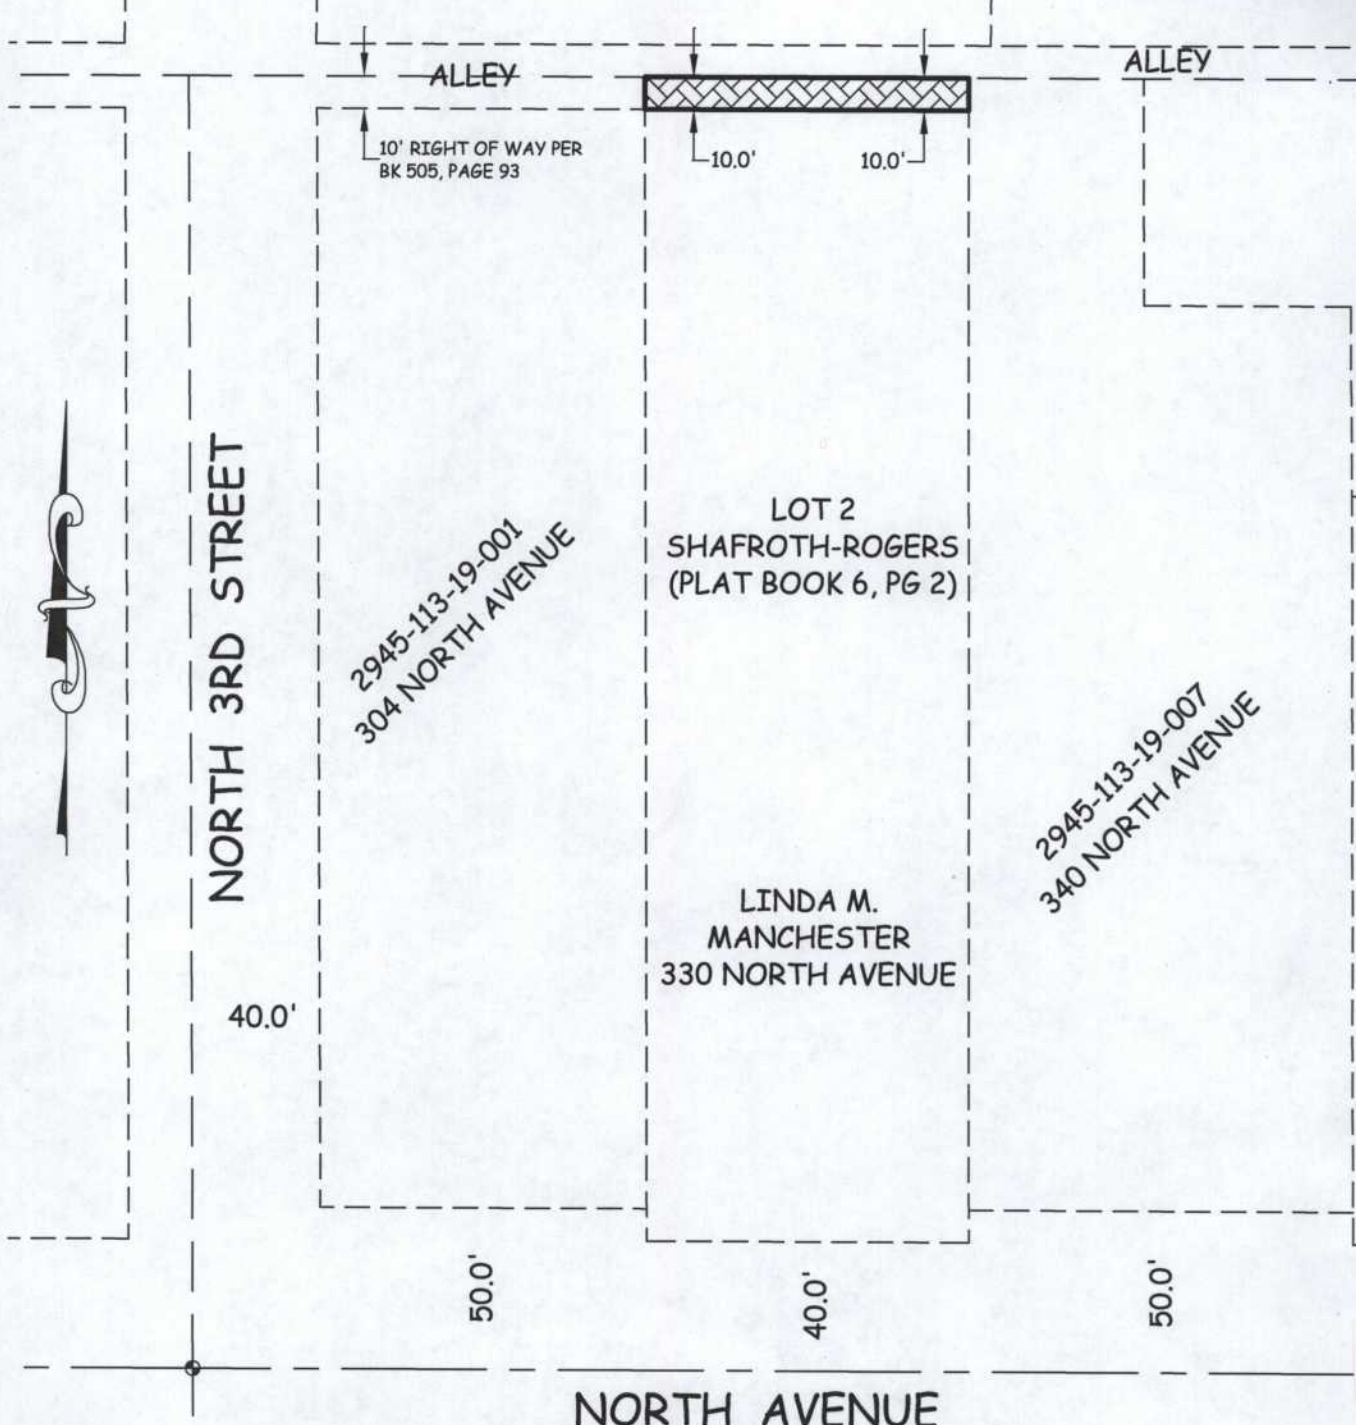 ALLEY
ALLEY
10' RIGHT OF WAY PER
BK 505, PAGE 93
10.0'
10.0'
NORTH 3RD STREET
2945-113-19-001
304 NORTH AVENUE
LOT 2
SHAFROTH-ROGERS
(PLAT BOOK 6, PG 2)
2945-113-19-007
340 NORTH AVENUE
LINDA M.
MANCHESTER
330 NORTH AVENUE
40.0'
50.0'
40.0'
50.0'
NORTH AVENUE